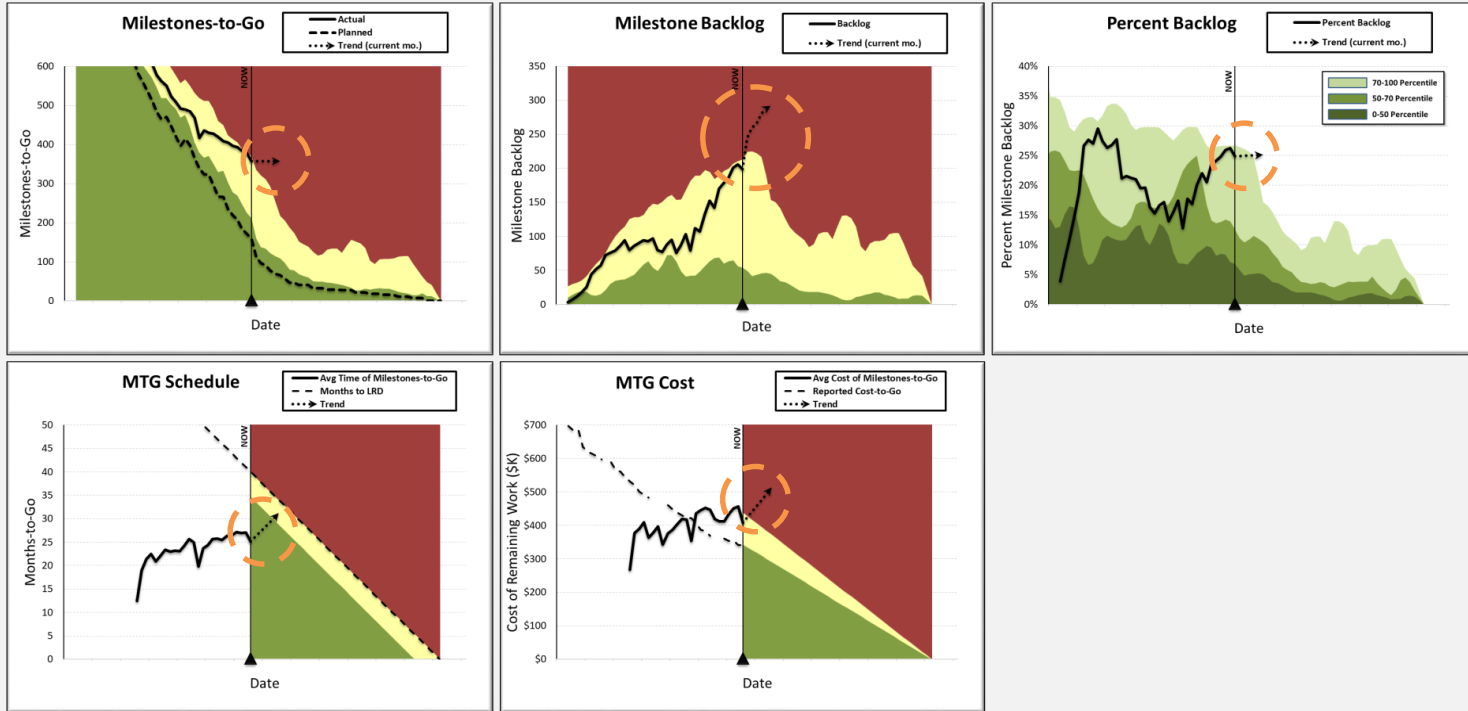 Milestones-to-Go
Actual
Planned
Trend (current mo.)
600
500
400
300
200
100
0
Milestones-to-Go
NOW
Date
Milestone Backlog
Backlog
Trend (current mo.)
350
300
250
200
150
100
50
0
Milestone Backlog
NOW
Date
Percent Backlog
Percent Backlog
Trend (current mo.)
40%
35%
30%
25%
20%
15%
10%
5%
0%
Percent Milestone Backlog
NOW
70-100 Percentile
50-70 Percentile
0-50 Percentile
Date
MTG Schedule
Avg Time of Milestones-to-Go
Months to LRD
Trend
50
45
40
35
30
25
20
15
10
5
0
Months-to-Go
NOW
Date
MTG Cost
Avg Cost of Milestones-to-Go
Reported Cost-to-Go
Trend
$700
$600
$500
$400
$300
$200
$100
$0
Cost of Remaining Work ($K)
NOW
Date